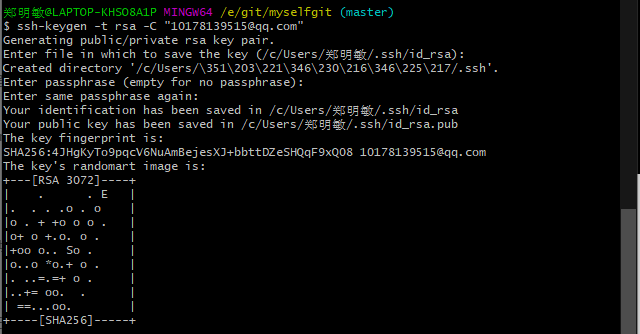 郑明敏@LAPTOP-KHSO8A1P MINGW64 /e/git/myselfgit (master)
$ ssh-keygen -t rsa -C "10178139515@qq.com"
Generating public/private rsa key pair.
Enter file in which to save the key (/c/Users/郑明敏/.ssh/id_rsa):
Created directory '/c/Users/\351\203\221\346\230\216\346\225\217/.ssh'.
Enter passphrase (empty for no passphrase):
Enter same passphrase again:
Your identification has been saved in /c/Users/郑明敏/.ssh/id_rsa
Your public key has been saved in /c/Users/郑明敏/.ssh/id_rsa.pub
The key fingerprint is:
SHA256:4JHgKyTo9pqcV6NuAmBejesXJ+bbttDZeSHQqF9xQO8 10178139515@qq.com
The key's randomart image is:
+---[RSA 3072]----+
|    .      . E   |
|.  . . .o . o    |
|o . + +o o o .   |
|o+ o +.o. o .    |
|+oo o.. So .     |
|o..o *o.+ o .    |
|. ..=.=+ o .     |
|..+= oo.  .      |
| ==...oo.        |
+----[SHA256]-----+